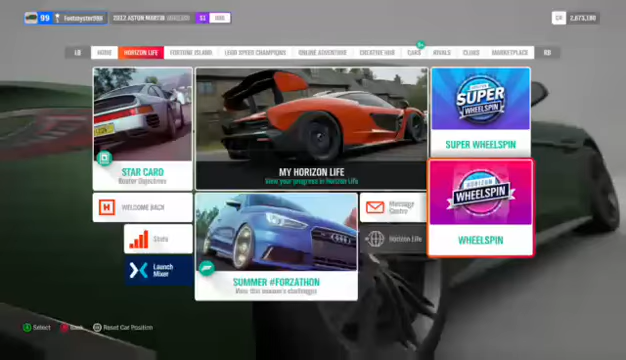 99
2,673,190
LB HOME HORIZON LIFE FORTUNE ISLAND LEGO SPEED CHAMPIONS ONLINE ADVENTURE CREATIVE HUB CARS RIVALS CLUBS MARKETPLACE RB
STAR CARD
MY HORIZON LIFE
View your progress in Horizon Life
SUPER
WHEELSPIN
SUPER WHEELSPIN
WELCOME BACK
Stats
Launch
Mixer
SUMMER #FORZATHON
View this season's challenges
Message
Centre
Horizon Life
HORIZON
WHEELSPIN
WHEELSPIN
Select
Back
Reset Car Position